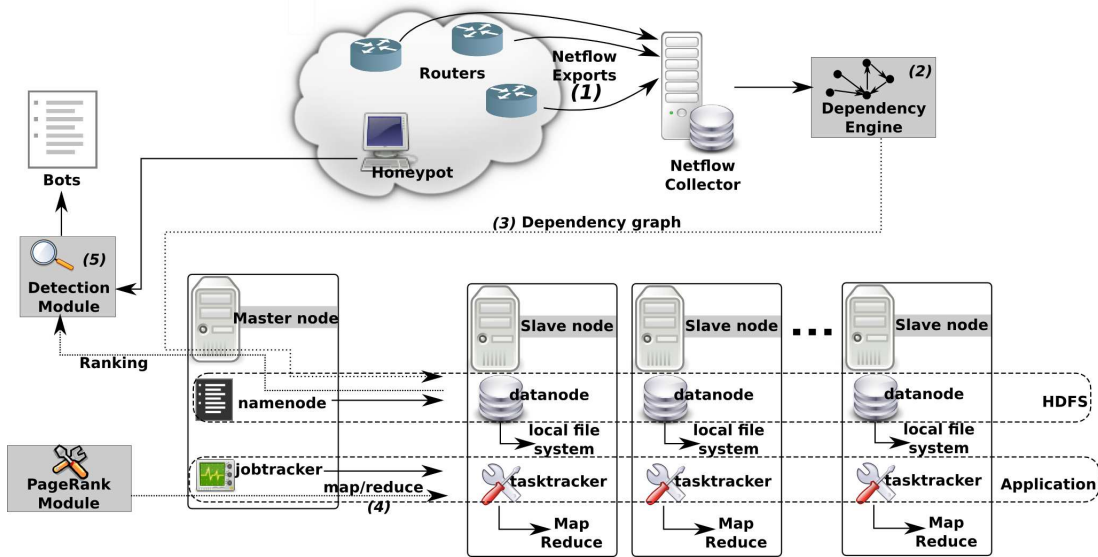 Routers
Netflow
Exports
(1)
Honeypot
Netflow
Collector
(2)
Dependency
Engine
Bots
(3) Dependency graph
(5)
Detection
Module
Ranking
Master node
Slave node
Slave node
Slave node
namenode
datanode
datanode
datanode
HDFS
local file
system
local file
system
local file
system
PageRank
Module
jobtracker
map/reduce
(4)
tasktracker
tasktracker
tasktracker
Application
Map
Reduce
Map
Reduce
Map
Reduce